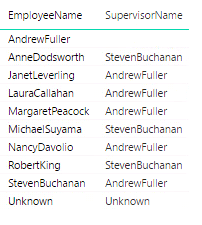 EmployeeName SupervisorName
AndrewFuller
AnneDodsworth StevenBuchanan
JanetLeverling AndrewFuller
LauraCallahan AndrewFuller
MargaretPeacock AndrewFuller
MichaelSuyama StevenBuchanan
NancyDavolio AndrewFuller
RobertKing StevenBuchanan
StevenBuchanan AndrewFuller
Unknown Unknown